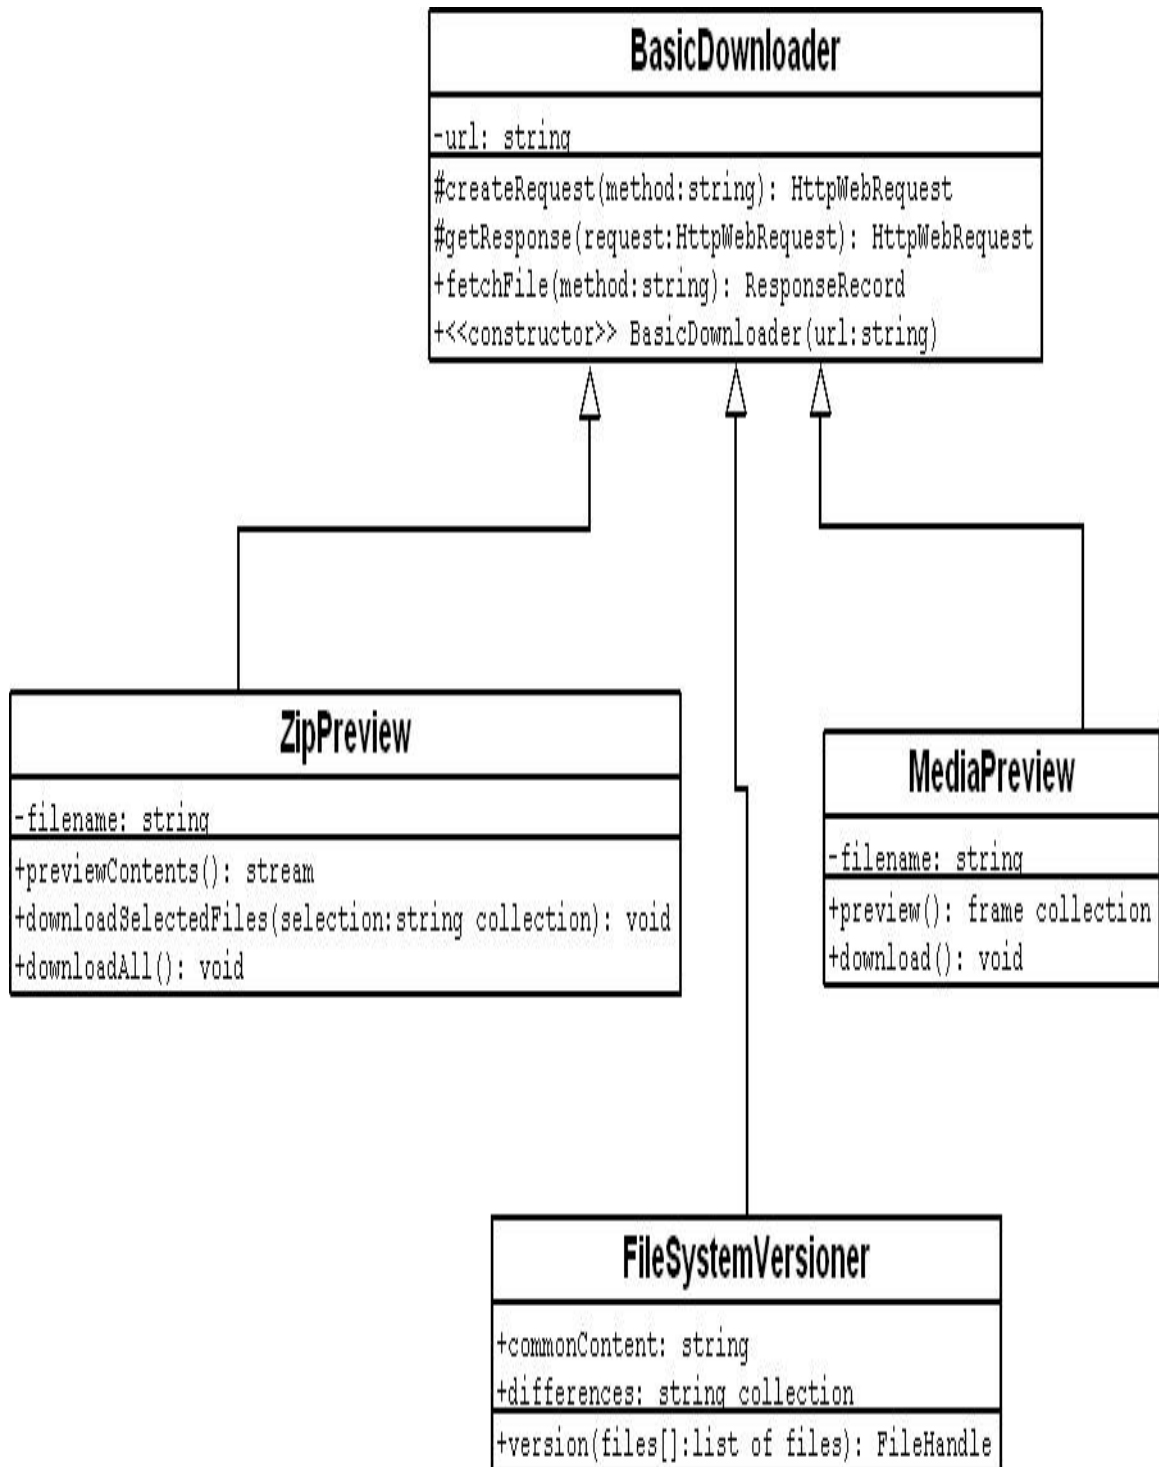 BasicDownloader
-url: string
#createRequest(method:string): HttpWebRequest
#getResponse(request:HttpWebRequest): HttpWebRequest
+fetchFile(method:string): ResponseRecord
+<<constructor>> BasicDownloader(url:string)
ZipPreview
-filename: string
+previewContents(): stream
+downloadSelectedFiles(selection:string collection): void
+downloadAll(): void
MediaPreview
-filename: string
+preview(): frame collection
+download(): void
FileSystemVersioner
+commonContent: string
+differences: string collection
+version(files[]:list of files): FileHandle